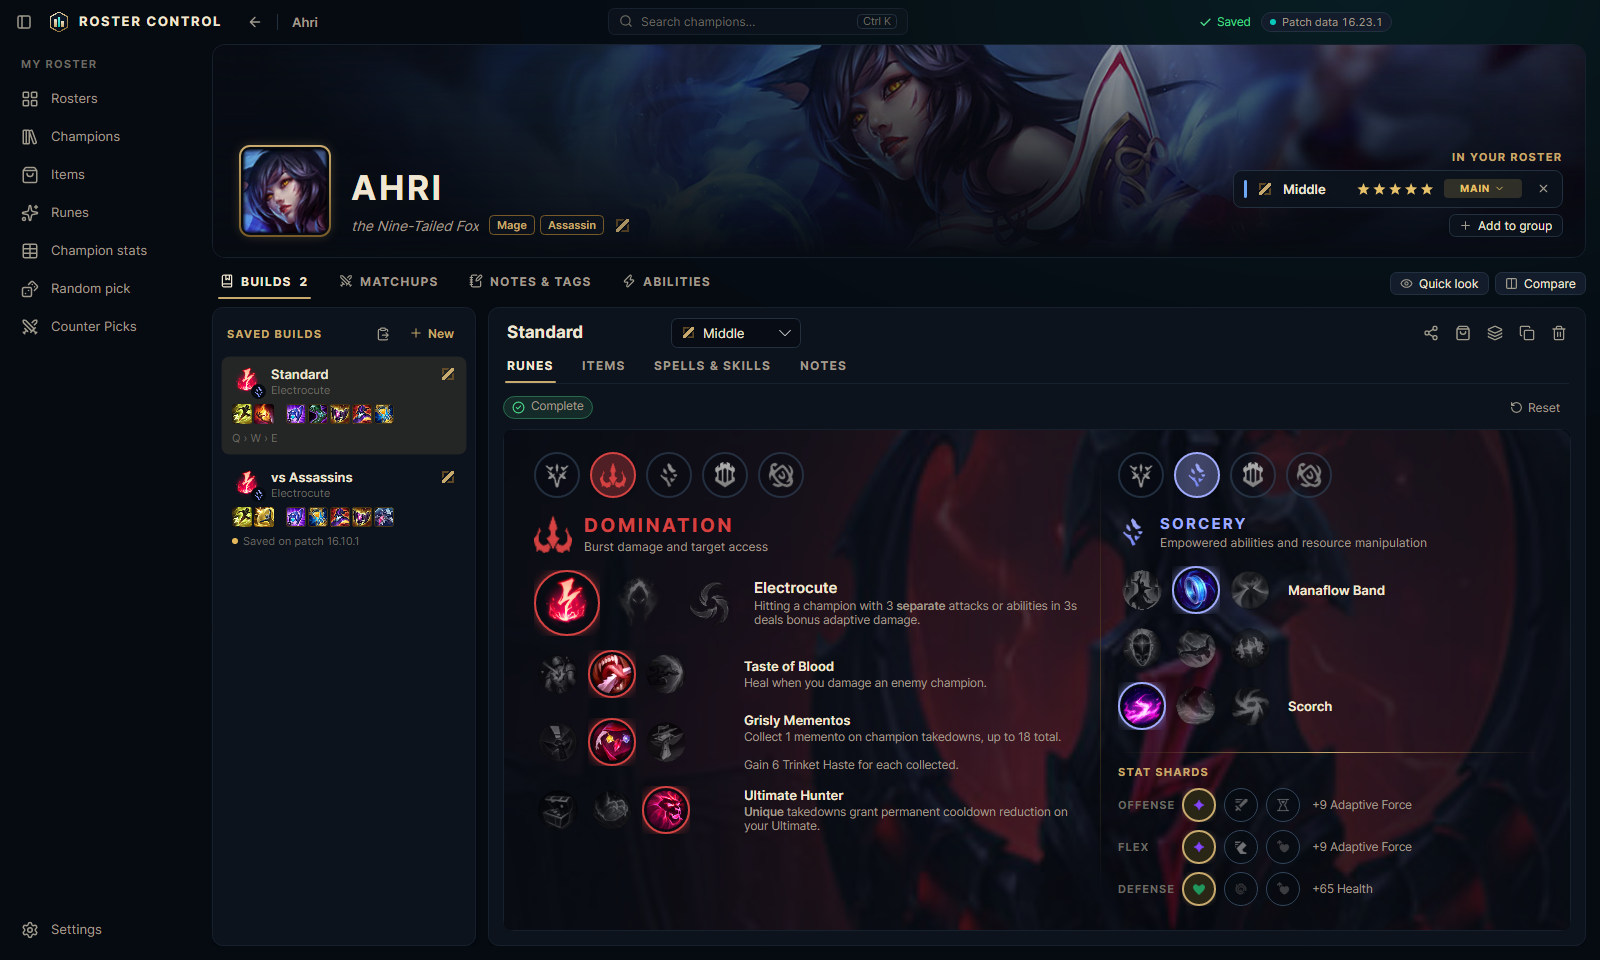 ROSTER CONTROL
Ahri
Search champions...
Ctrl K
Saved
Patch data 16.23.1
MY ROSTER
Rosters
Champions
Items
Runes
Champion stats
Random pick
Counter Picks
Settings
AHRI
the Nine-Tailed Fox
Mage
Assassin
IN YOUR ROSTER
Middle
MAIN
Add to group
BUILDS 2
MATCHUPS
NOTES & TAGS
ABILITIES
Quick look
Compare
SAVED BUILDS
New
Standard
Electrocute
Q › W › E
vs Assassins
Electrocute
Saved on patch 16.10.1
Standard
Middle
RUNES
ITEMS
SPELLS & SKILLS
NOTES
Complete
Reset
DOMINATION
Burst damage and target access
Electrocute
Hitting a champion with 3 separate attacks or abilities in 3s
deals bonus adaptive damage.
Taste of Blood
Heal when you damage an enemy champion.
Grisly Mementos
Collect 1 memento on champion takedowns, up to 18 total.
Gain 6 Trinket Haste for each collected.
Ultimate Hunter
Unique takedowns grant permanent cooldown reduction on
your Ultimate.
SORCERY
Empowered abilities and resource manipulation
Manaflow Band
Scorch
STAT SHARDS
OFFENSE
+9 Adaptive Force
FLEX
+9 Adaptive Force
DEFENSE
+65 Health